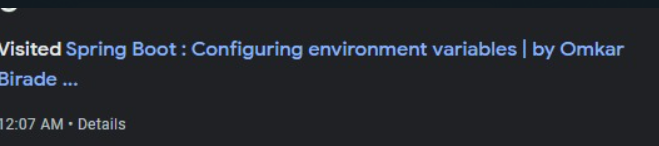 Visited Spring Boot : Configuring environment variables | by Omkar
Birade ...
12:07 AM • Details